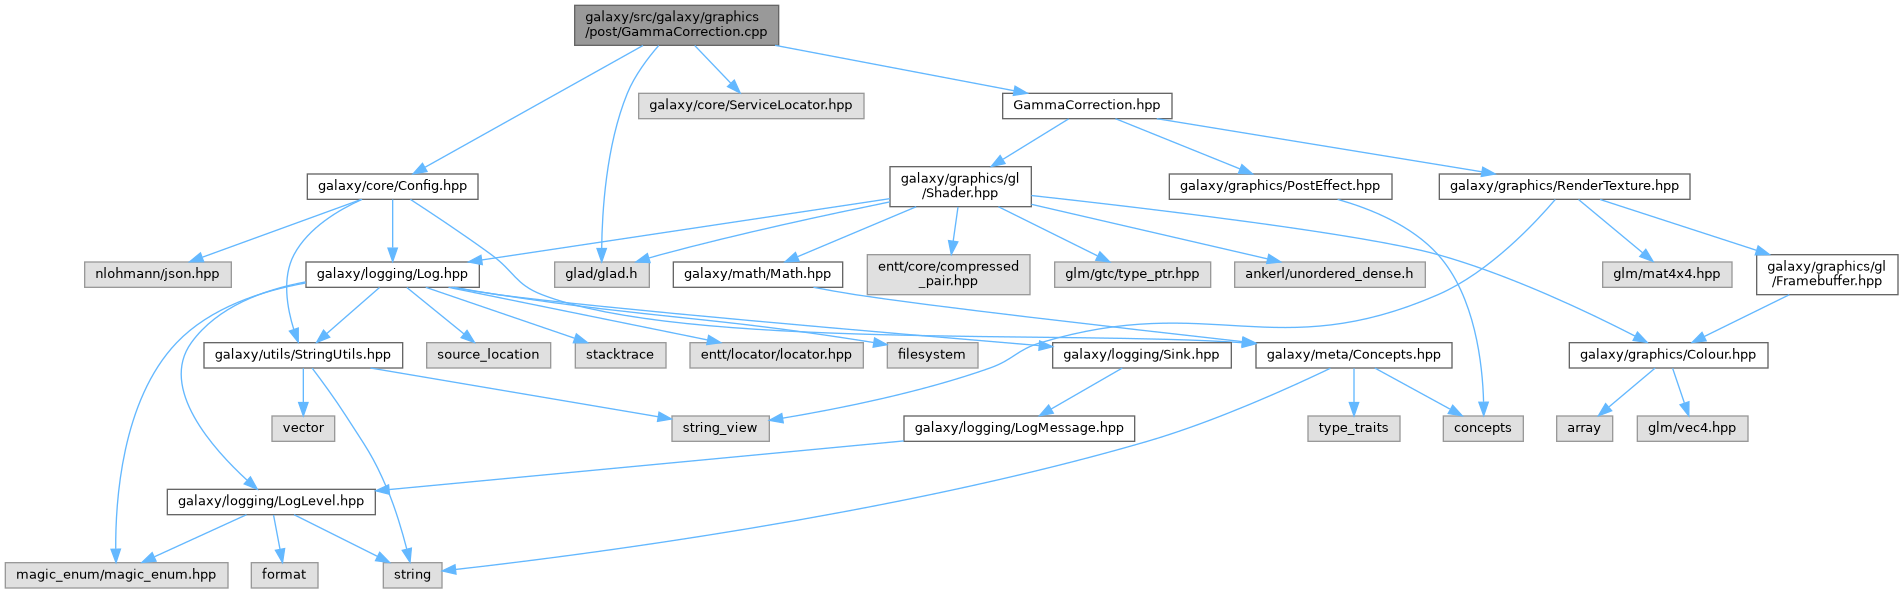 galaxy/src/galaxy/graphics
/post/GammaCorrection.cpp
galaxy/core/ServiceLocator.hpp
GammaCorrection.hpp
galaxy/core/Config.hpp
galaxy/graphics/gl
/Shader.hpp
galaxy/graphics/PostEffect.hpp
galaxy/graphics/RenderTexture.hpp
nlohmann/json.hpp
galaxy/logging/Log.hpp
glad/glad.h
galaxy/math/Math.hpp
entt/core/compressed
_pair.hpp
glm/gtc/type_ptr.hpp
ankerl/unordered_dense.h
glm/mat4x4.hpp
galaxy/graphics/gl
/Framebuffer.hpp
galaxy/utils/StringUtils.hpp
source_location
stacktrace
entt/locator/locator.hpp
filesystem
galaxy/logging/Sink.hpp
galaxy/meta/Concepts.hpp
galaxy/graphics/Colour.hpp
vector
string_view
galaxy/logging/LogMessage.hpp
type_traits
concepts
array
glm/vec4.hpp
galaxy/logging/LogLevel.hpp
magic_enum/magic_enum.hpp
format
string